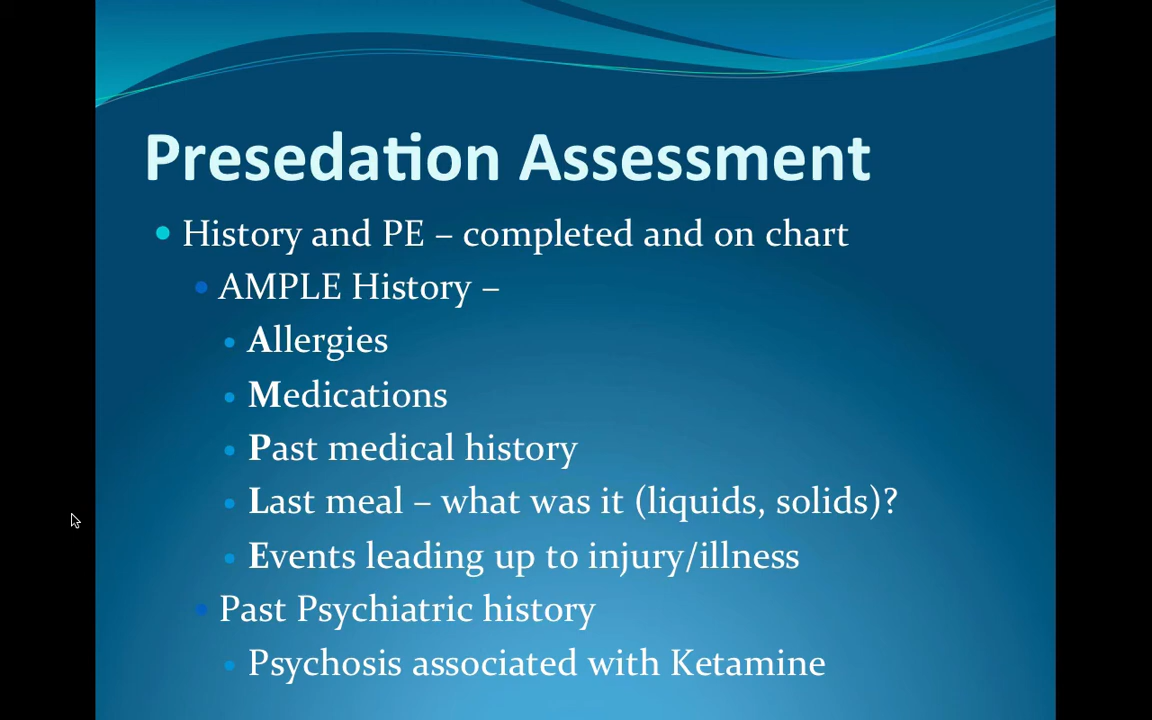 Presedation Assessment
History and PE – completed and on chart
AMPLE History –
Allergies
Medications
Past medical history
Last meal – what was it (liquids, solids)?
Events leading up to injury/illness
Past Psychiatric history
Psychosis associated with Ketamine